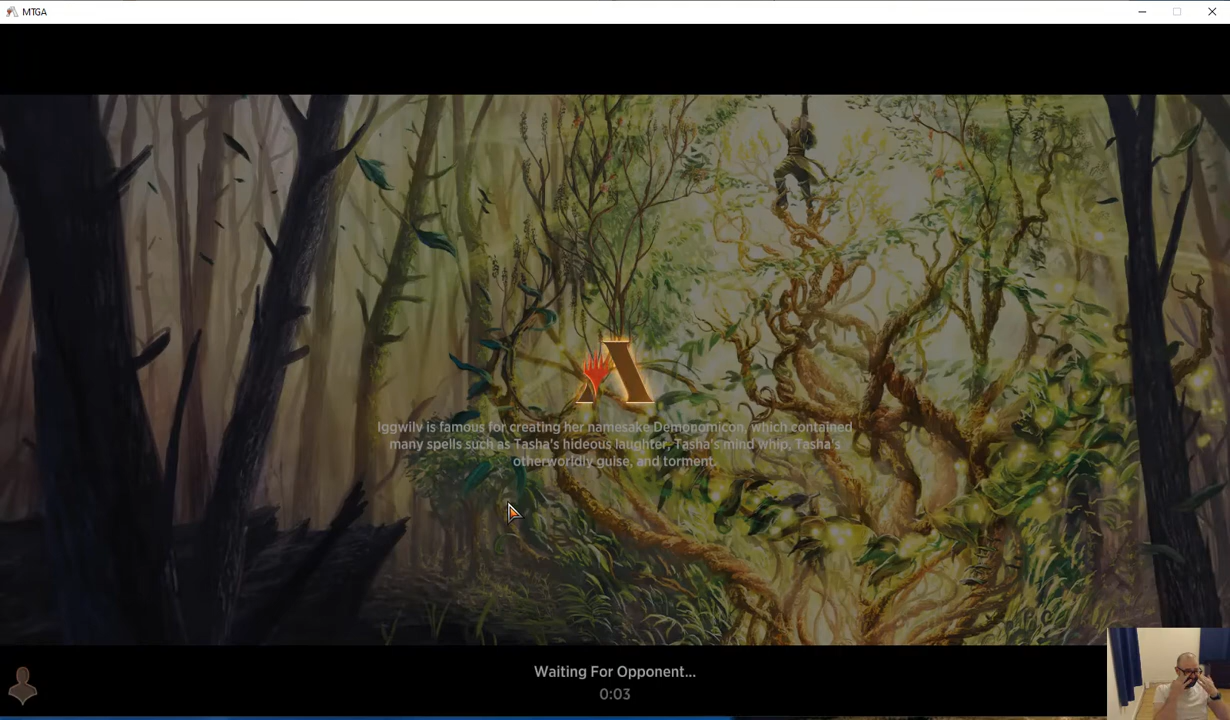 MTGA
Iggwily is famous for creating her namesake Demonomicon, which contained
many spells such as Tasha's hideous laughter, Tasha's mind whip, Tasha's
otherworldly guise, and torment.
Waiting For Opponent...
0:03